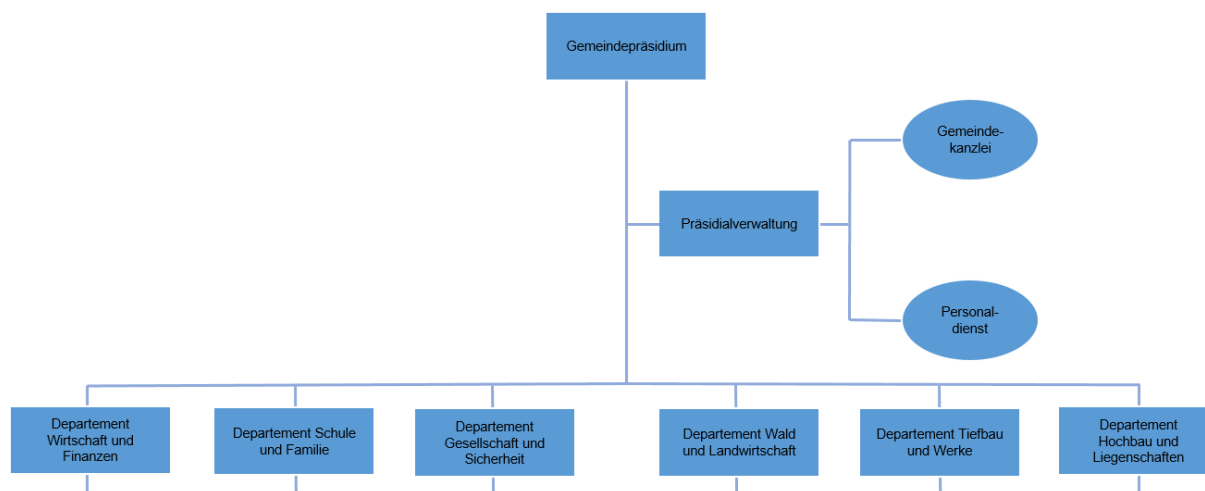 Gemeindepräsidium
Gemeinde-
kanzlei
Präsidialverwaltung
Personal-
dienst
Departement
Wirtschaft und
Finanzen
Departement Schule
und Familie
Departement
Gesellschaft und
Sicherheit
Departement Wald
und Landwirtschaft
Departement Tiefbau
und Werke
Departement
Hochbau und
Liegenschaften